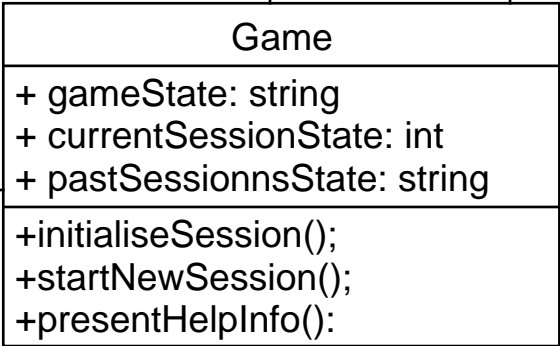 Game
+ gameState: string
+ currentSessionState: int
+ pastSessionnsState: string
+initialiseSession();
+startNewSession();
+presentHelpInfo():